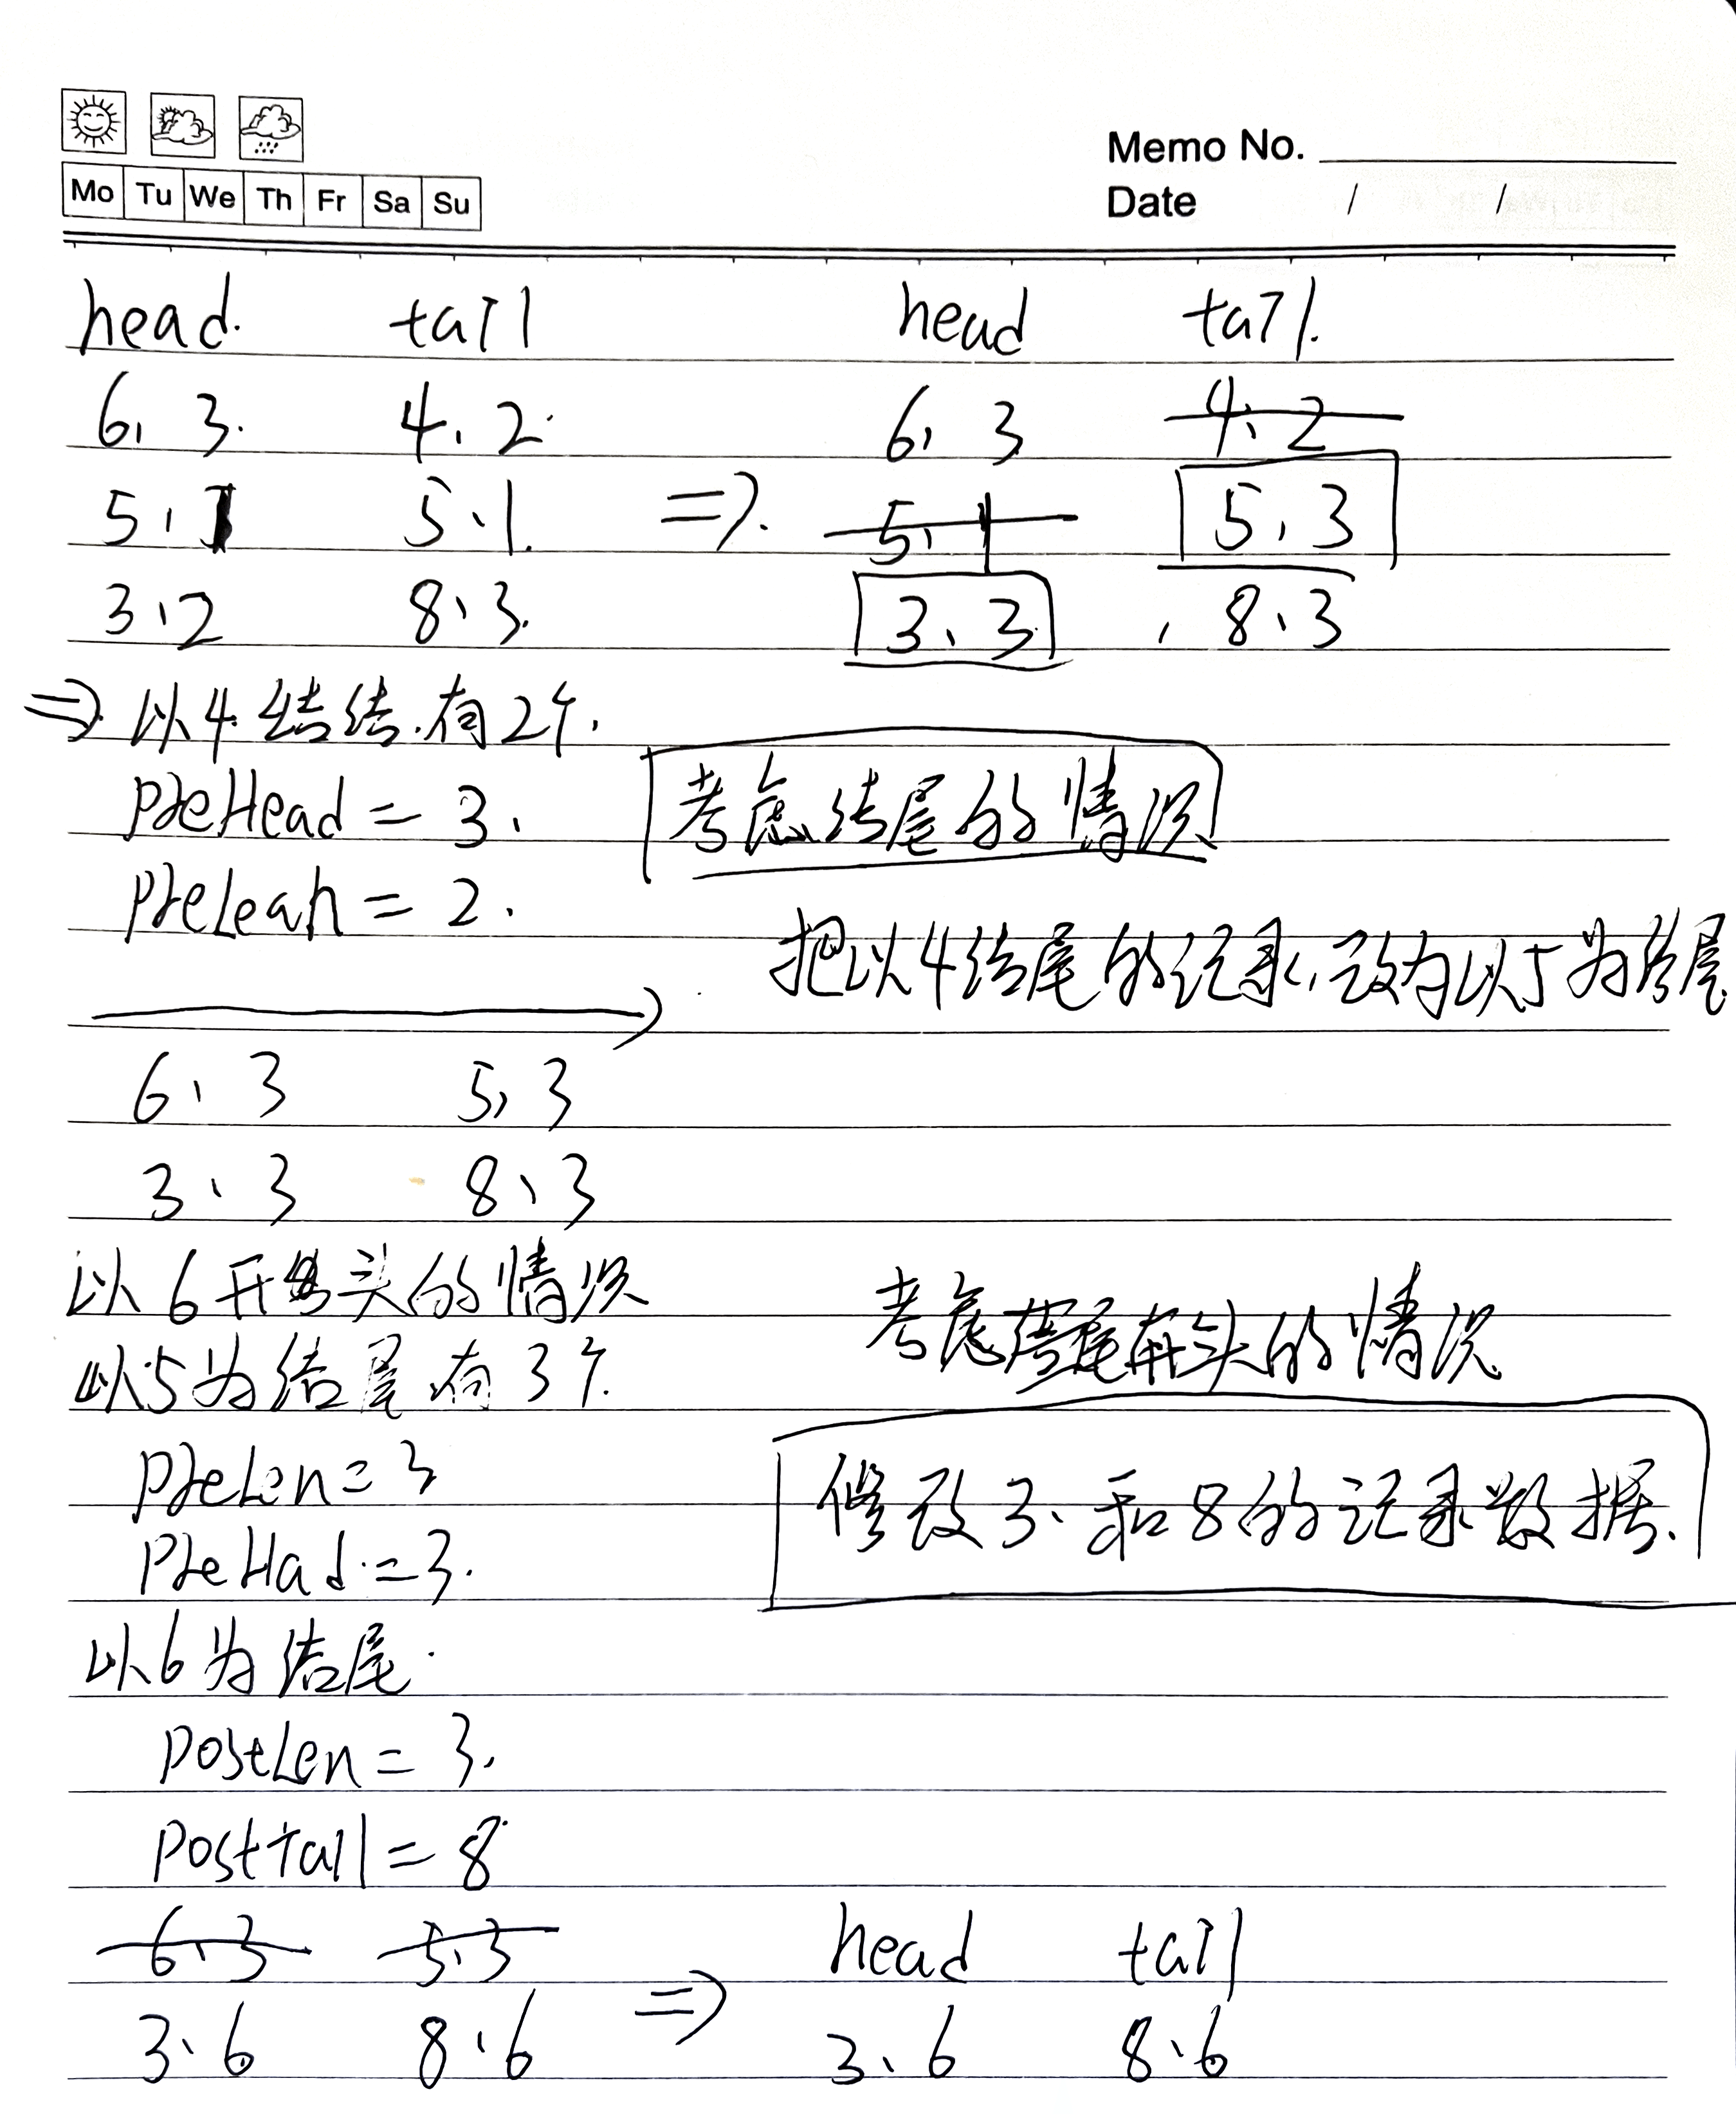 Memo No.
Mo Tu We Th Fr Sa Su
Date / /
head. tail head tail.
6, 3. 4, 2. 6, 3 4, 2
5, 1 5, 1. => 5, 1 5, 3
3, 2 8, 3. 3, 3 , 8, 3
=> 以4结结.有2个.
preHead = 3. 考虑结尾的情况
preLeah = 2.
把以4结尾的记录,改为以5为结尾
6, 3 5, 3
3, 3 8, 3
以6开头的情况 考虑开头的情况
以5为结尾有3个.
preLen=3 修改3、和8的记录数据.
preHad=3.
以6为结尾.
postLen = 3.
postTail = 8
6, 3 5, 3 head tail
3, 6 8, 6 => 3, 6 8, 6